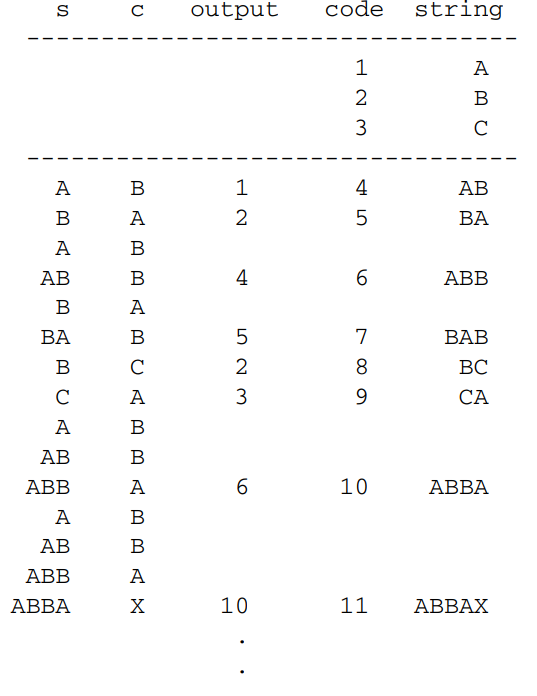 s c output code string
---------------------------------
1 A
2 B
3 C
---------------------------------
A B 1 4 AB
B A 2 5 BA
A B
AB B 4 6 ABB
B A
BA B 5 7 BAB
B C 2 8 BC
C A 3 9 CA
A B
AB B
ABB A 6 10 ABBA
A B
AB B
ABB A
ABBA X 10 11 ABBAX
.
.